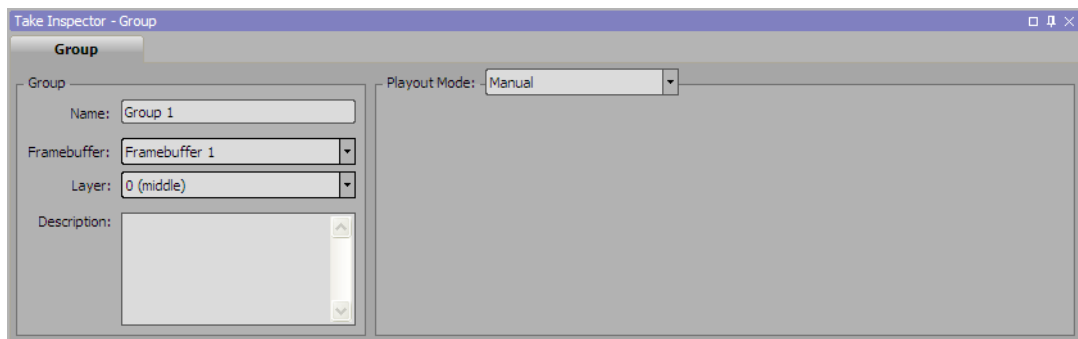 Take Inspector - Group
Group
Group
Name: Group 1
Framebuffer: Framebuffer 1
Layer: 0 (middle)
Description:
Playout Mode: Manual